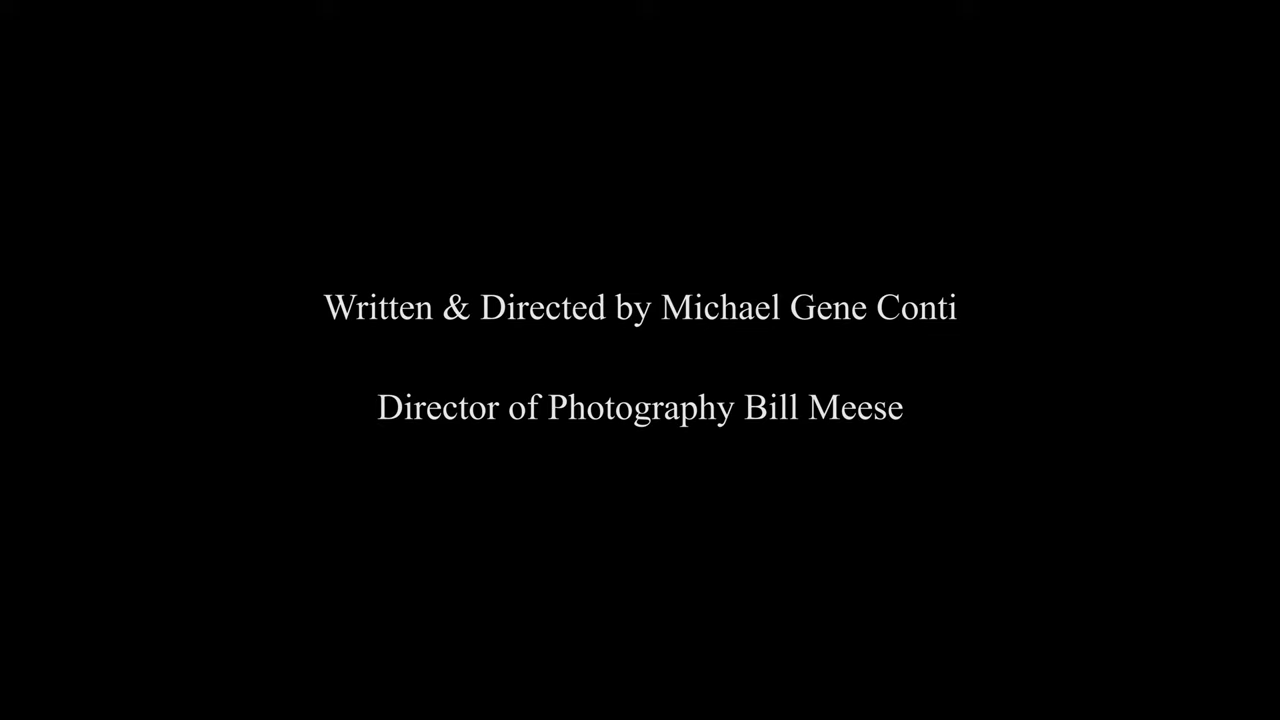 Written & Directed by Michael Gene Conti
Director of Photography Bill Meese